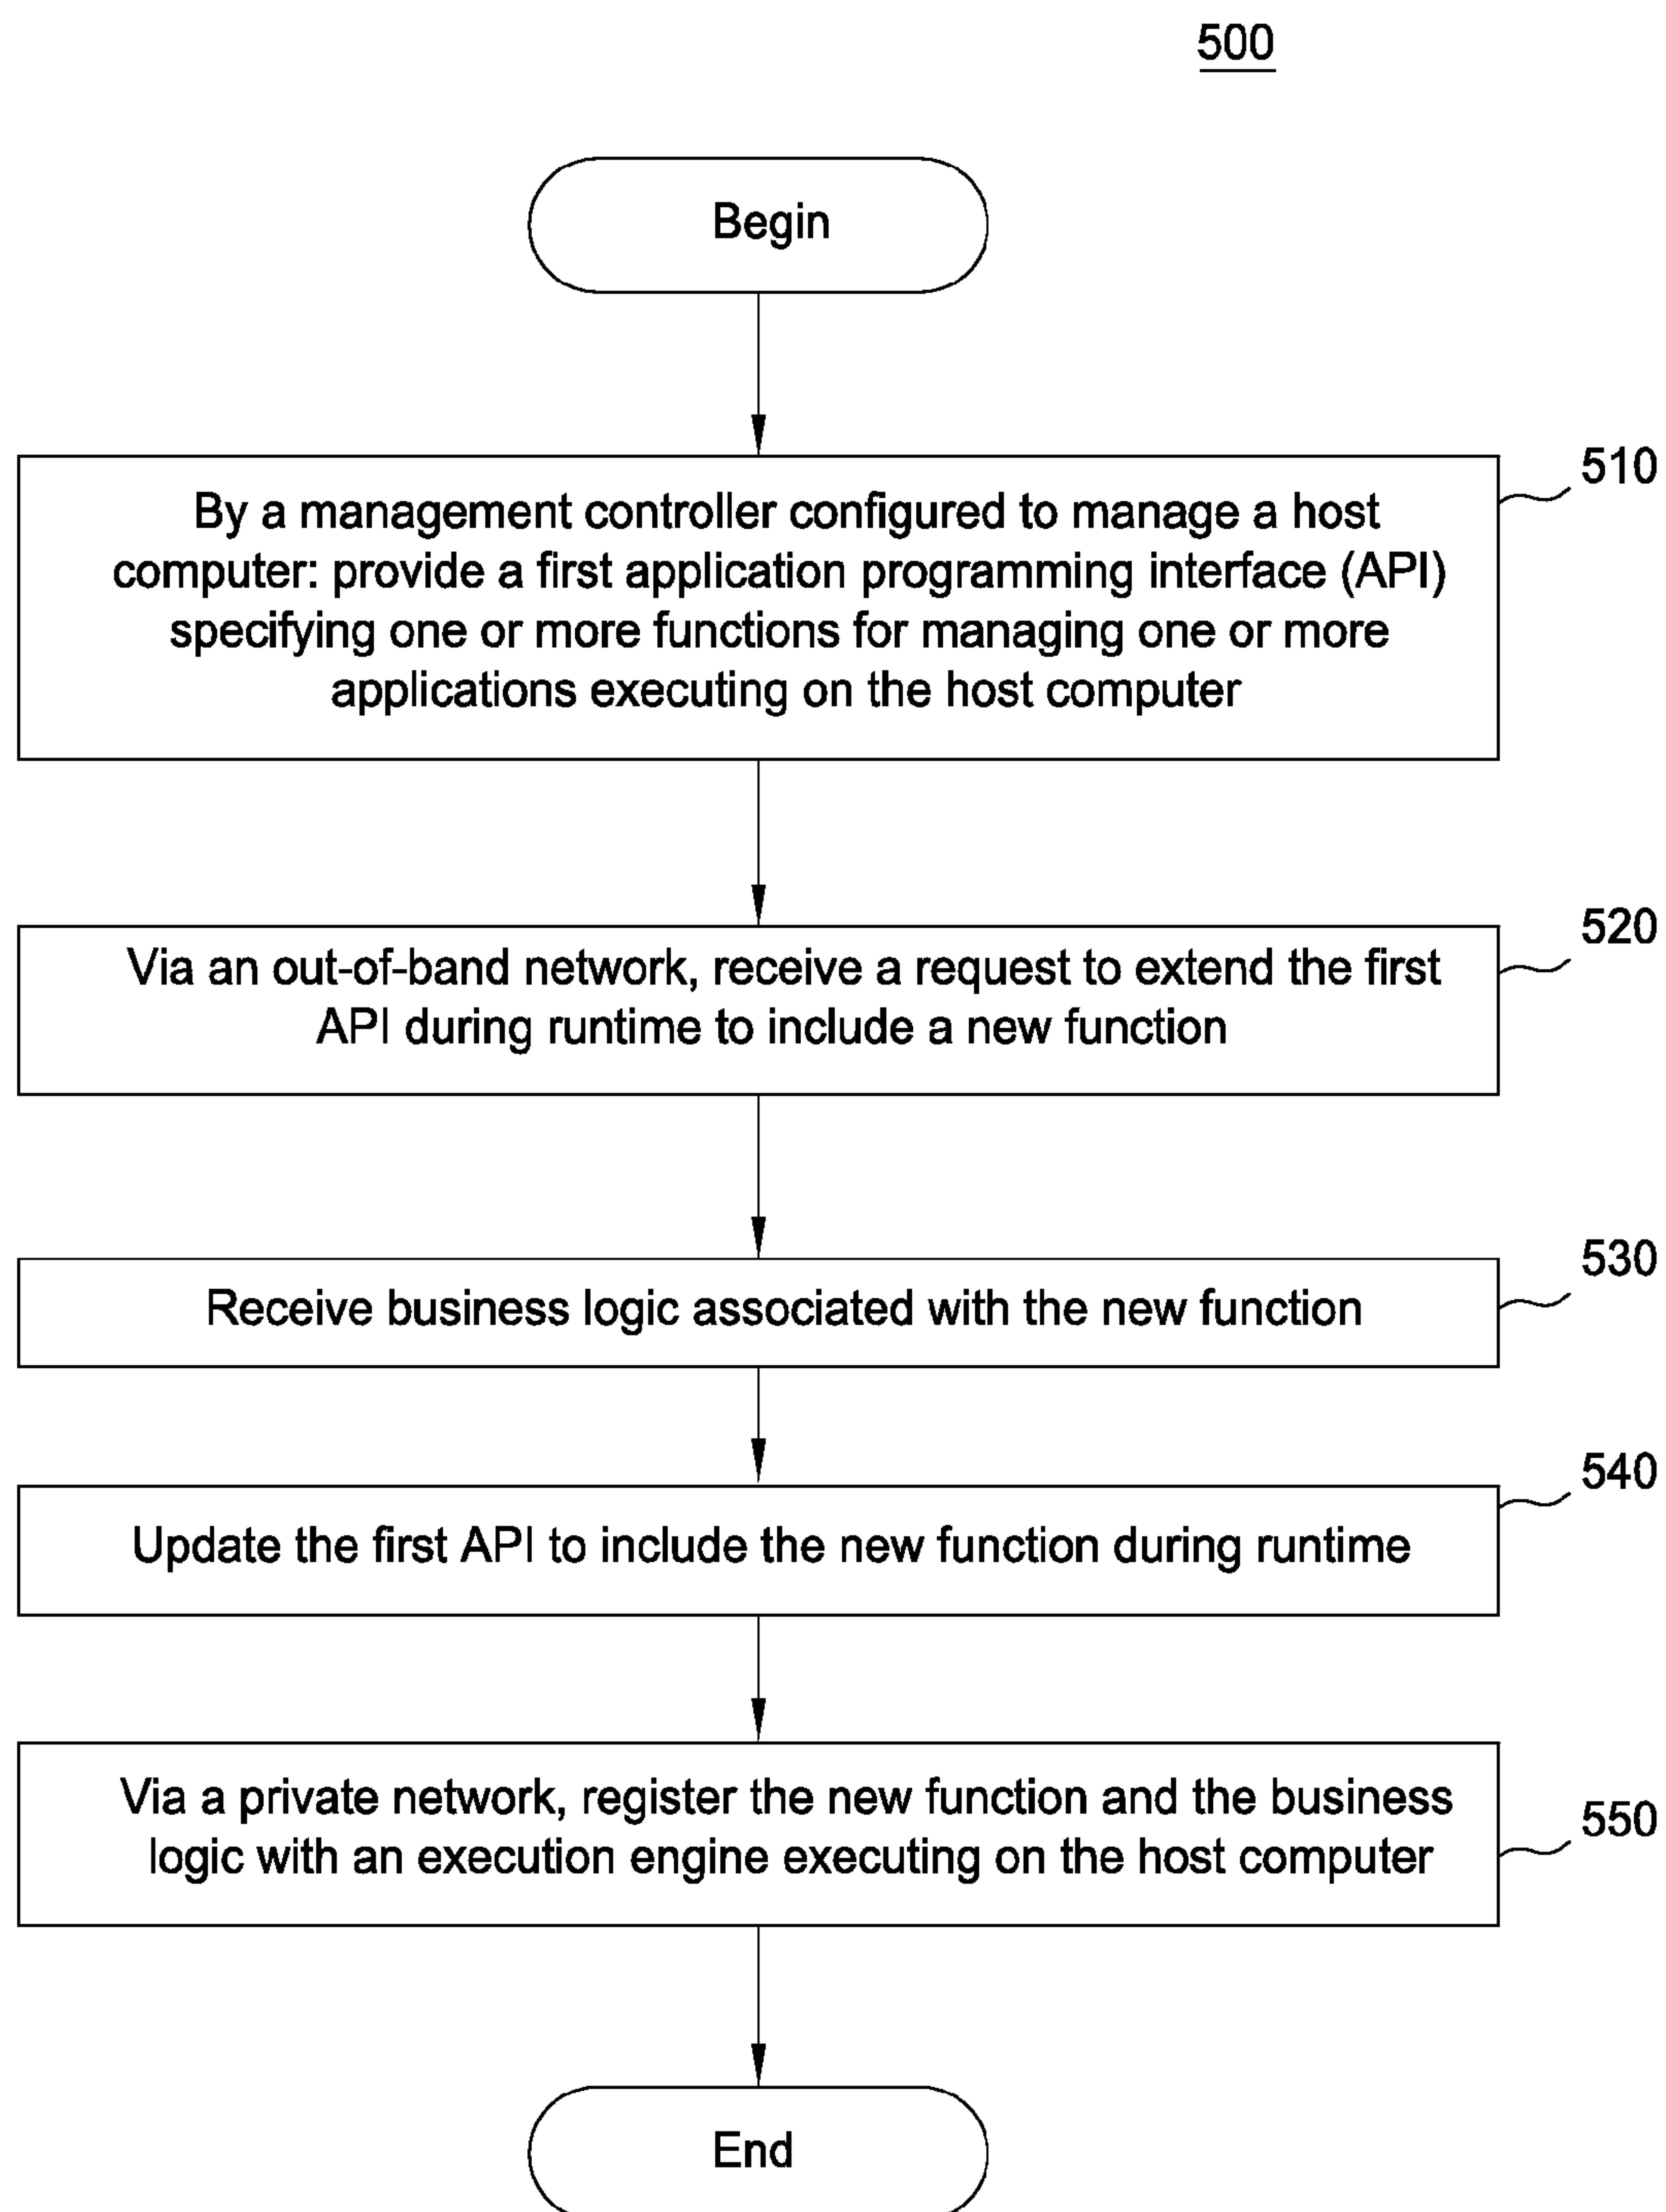 500
Begin
510
By a management controller configured to manage a host
computer: provide a first application programming interface (API)
specifying one or more functions for managing one or more
applications executing on the host computer
520
Via an out-of-band network, receive a request to extend the first
API during runtime to include a new function
530
Receive business logic associated with the new function
540
Update the first API to include the new function during runtime
550
Via a private network, register the new function and the business
logic with an execution engine executing on the host computer
End